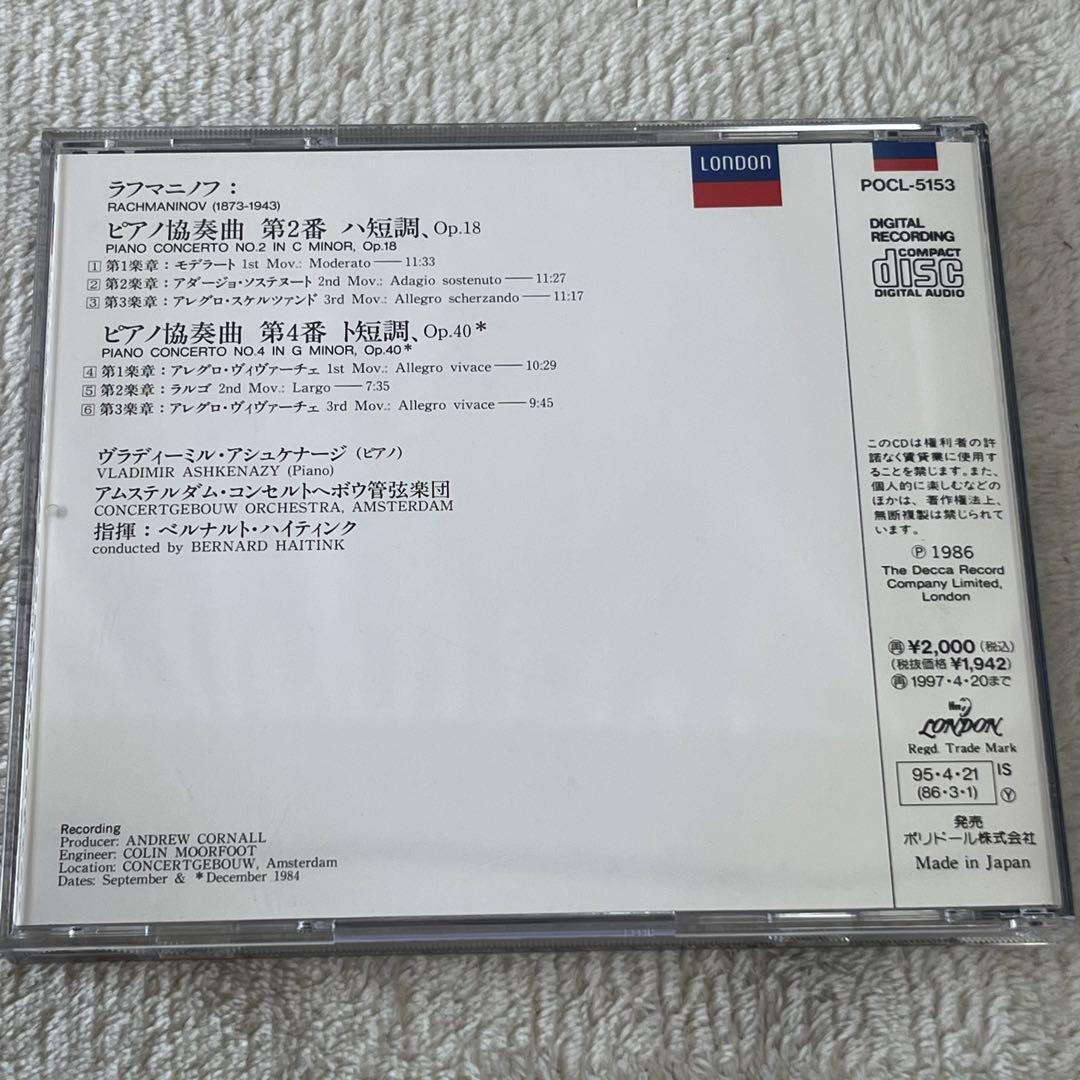 ラフマニノフ：
RACHMANINOV (1873-1943)
ピアノ協奏曲 第2番 ハ短調、Op.18
PIANO CONCERTO NO.2 IN C MINOR, Op.18
1 第1楽章：モデラート 1st Mov.: Moderato──11:33
2 第2楽章：アダージョ・ソステヌート 2nd Mov.: Adagio sostenuto──11:27
3 第3楽章：アレグロ・スケルツァンド 3rd Mov.: Allegro scherzando──11:17
ピアノ協奏曲 第4番 ト短調、Op.40*
PIANO CONCERTO NO.4 IN G MINOR, Op.40*
4 第1楽章：アレグロ・ヴィヴァーチェ 1st Mov.: Allegro vivace──10:29
5 第2楽章：ラルゴ 2nd Mov.: Largo──7:35
6 第3楽章：アレグロ・ヴィヴァーチェ 3rd Mov.: Allegro vivace──9:45
ヴラディーミル・アシュケナージ（ピアノ）
VLADIMIR ASHKENAZY (Piano)
アムステルダム・コンセルトヘボウ管弦楽団
CONCERTGEBOUW ORCHESTRA, AMSTERDAM
指揮：ベルナルト・ハイティンク
conducted by BERNARD HAITINK
Recording
Producer: ANDREW CORNALL
Engineer: COLIN MOORFOOT
Location: CONCERTGEBOUW, Amsterdam
Dates: September & *December 1984
LONDON
POCL-5153
DIGITAL
RECORDING
COMPACT
disc
DIGITAL AUDIO
このCDは権利者の許
諾なく賃貸業に使用す
ることを禁じます。また、
個人的に楽しむなどの
ほかは、著作権法上、
無断複製は禁じられて
います。
Ⓟ 1986
The Decca Record
Company Limited,
London
再 ¥2,000（税込）
（税抜価格 ¥1,942）
再 1997・4・20まで
LONDON
Regd. Trade Mark
95・4・21 IS
(86・3・1) Ⓨ
発売
ポリドール株式会社
Made in Japan